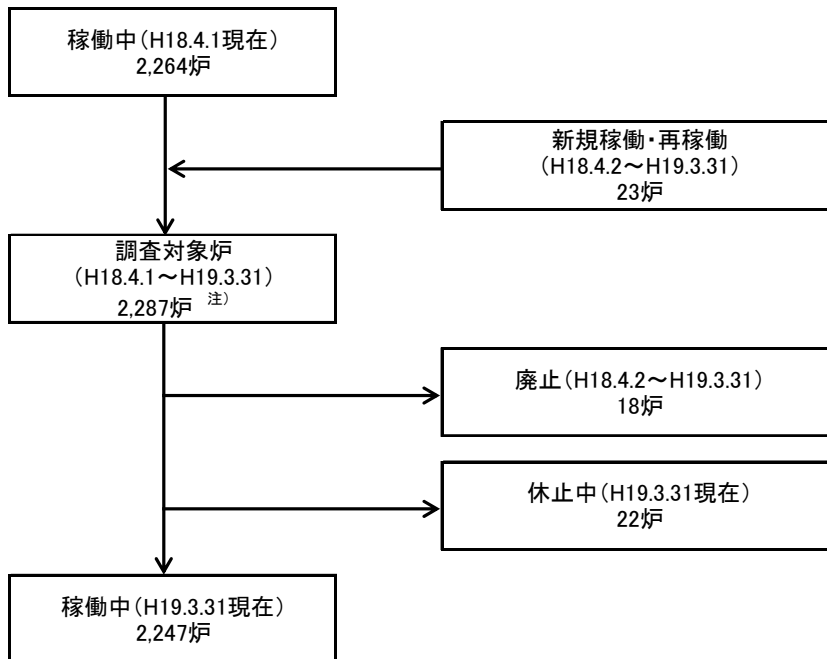 稼働中（H18.4.1現在）
2,264炉
新規稼働・再稼働
（H18.4.2～H19.3.31）
23炉
調査対象炉
（H18.4.1～H19.3.31）
2,287炉 注）
廃止（H18.4.2～H19.3.31）
18炉
休止中（H19.3.31現在）
22炉
稼働中（H19.3.31現在）
2,247炉